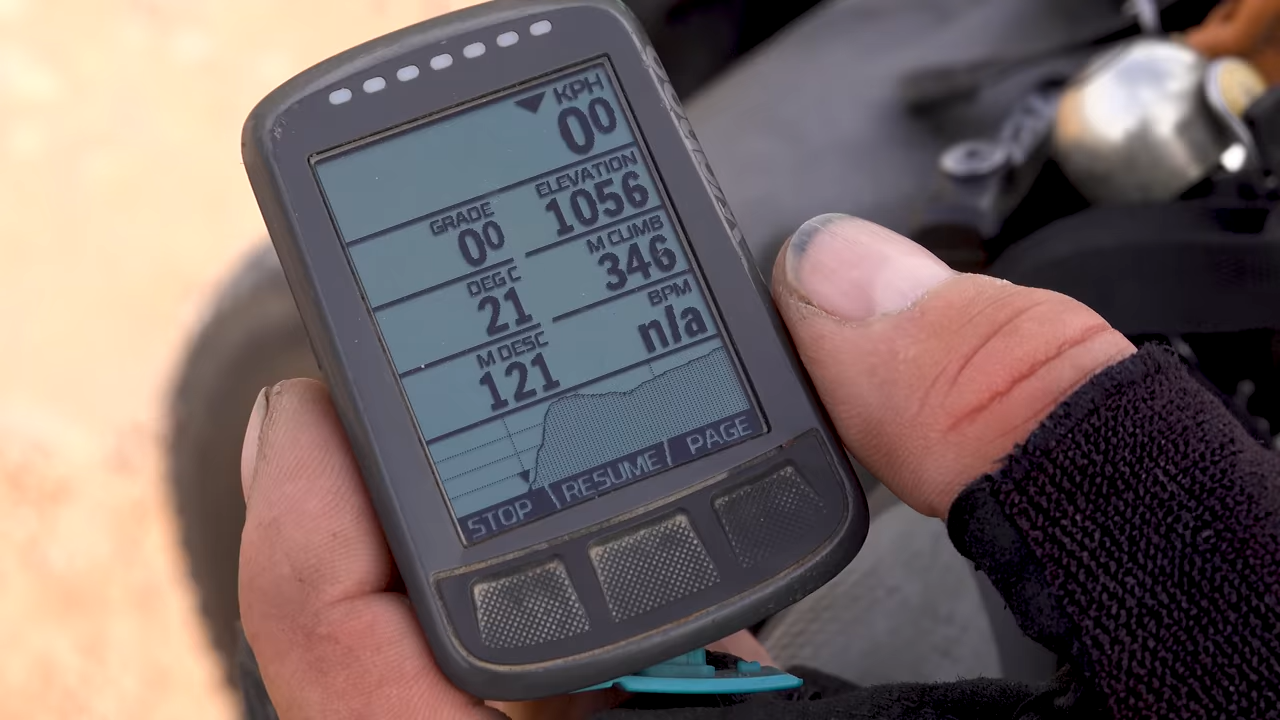 KPH
00
GRADE
00
ELEVATION
1056
DEG C
21
M CLIMB
346
M DESC
121
BPM
n/a
STOP RESUME PAGE